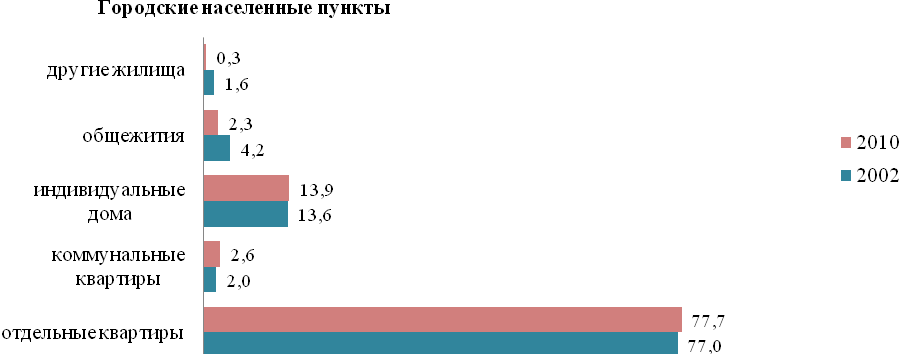 Городские населенные пункты
другие жилища
0,3
1,6
общежития
2,3
4,2
индивидуальные
дома
13,9
13,6
коммунальные
квартиры
2,6
2,0
отдельные квартиры
77,7
77,0
2010
2002